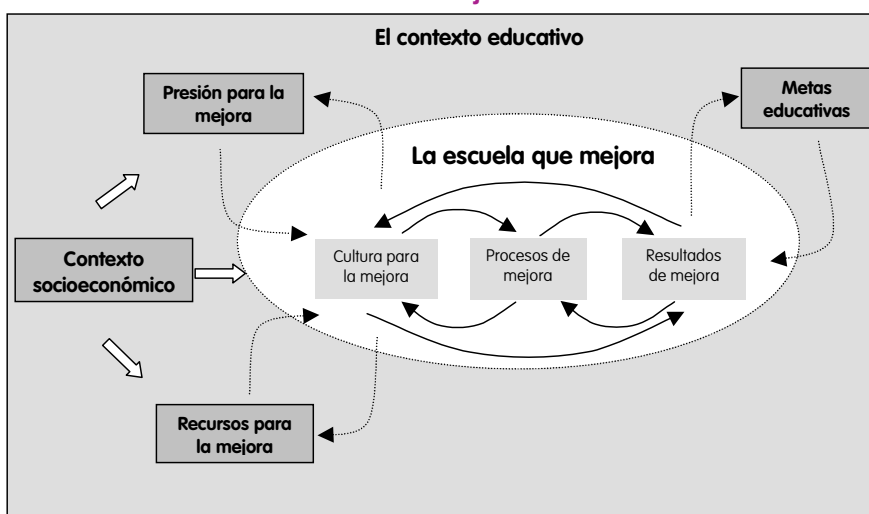 El contexto educativo
Presión para la
mejora
Metas
educativas
La escuela que mejora
Contexto
socioeconómico
Cultura para
la mejora
Procesos de
mejora
Resultados
de mejora
Recursos para
la mejora